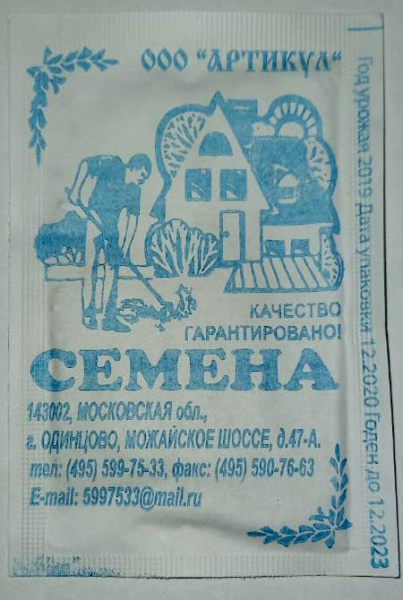 ООО "АРТИКУЛ"
КАЧЕСТВО
ГАРАНТИРОВАНО!
СЕМЕНА
143002, МОСКОВСКАЯ обл.,
г. ОДИНЦОВО, МОЖАЙСКОЕ ШОССЕ, д.47-А.
тел: (495) 599-75-33, факс: (495) 590-76-63
E-mail: 5997533@mail.ru
Год урожая 2019 Дата упаковки 12.2020 Годен до 12.2023